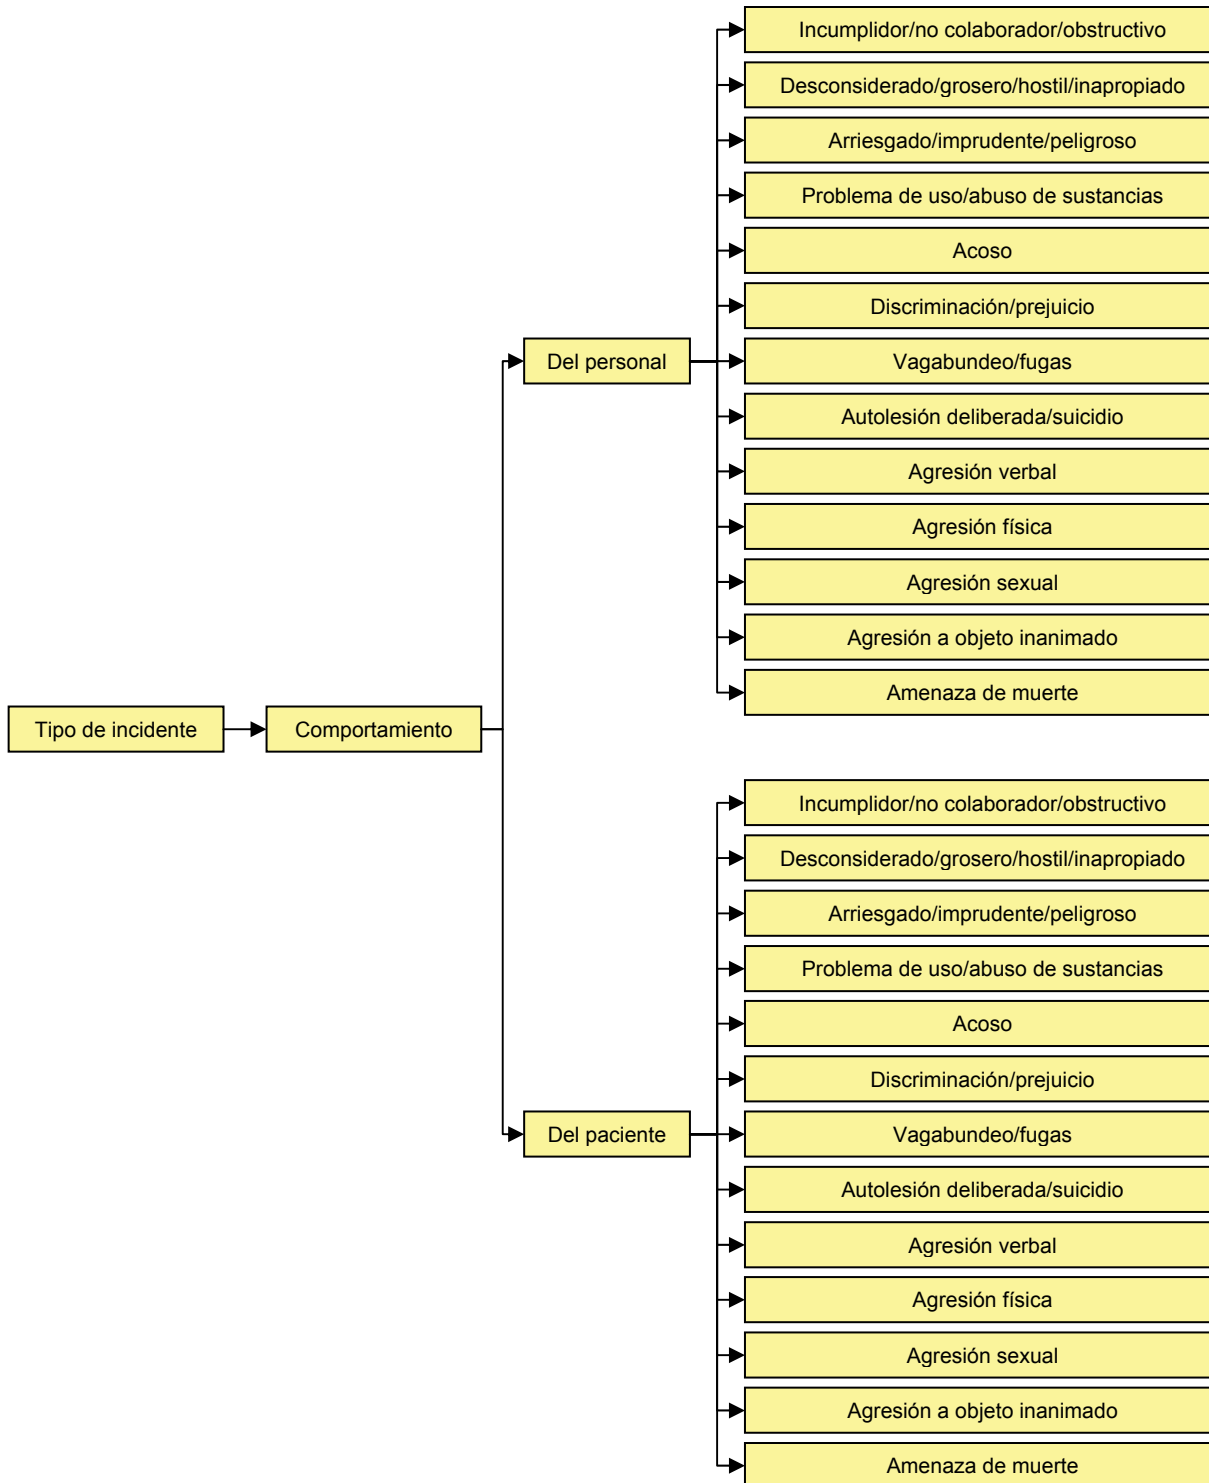 Incumplidor/no colaborador/obstructivo
Desconsiderado/grosero/hostil/inapropiado
Arriesgado/imprudente/peligroso
Problema de uso/abuso de sustancias
Acoso
Discriminación/prejuicio
Del personal
Vagabundeo/fugas
Autolesión deliberada/suicidio
Agresión verbal
Agresión física
Agresión sexual
Agresión a objeto inanimado
Amenaza de muerte
Tipo de incidente
Comportamiento
Incumplidor/no colaborador/obstructivo
Desconsiderado/grosero/hostil/inapropiado
Arriesgado/imprudente/peligroso
Problema de uso/abuso de sustancias
Acoso
Discriminación/prejuicio
Del paciente
Vagabundeo/fugas
Autolesión deliberada/suicidio
Agresión verbal
Agresión física
Agresión sexual
Agresión a objeto inanimado
Amenaza de muerte